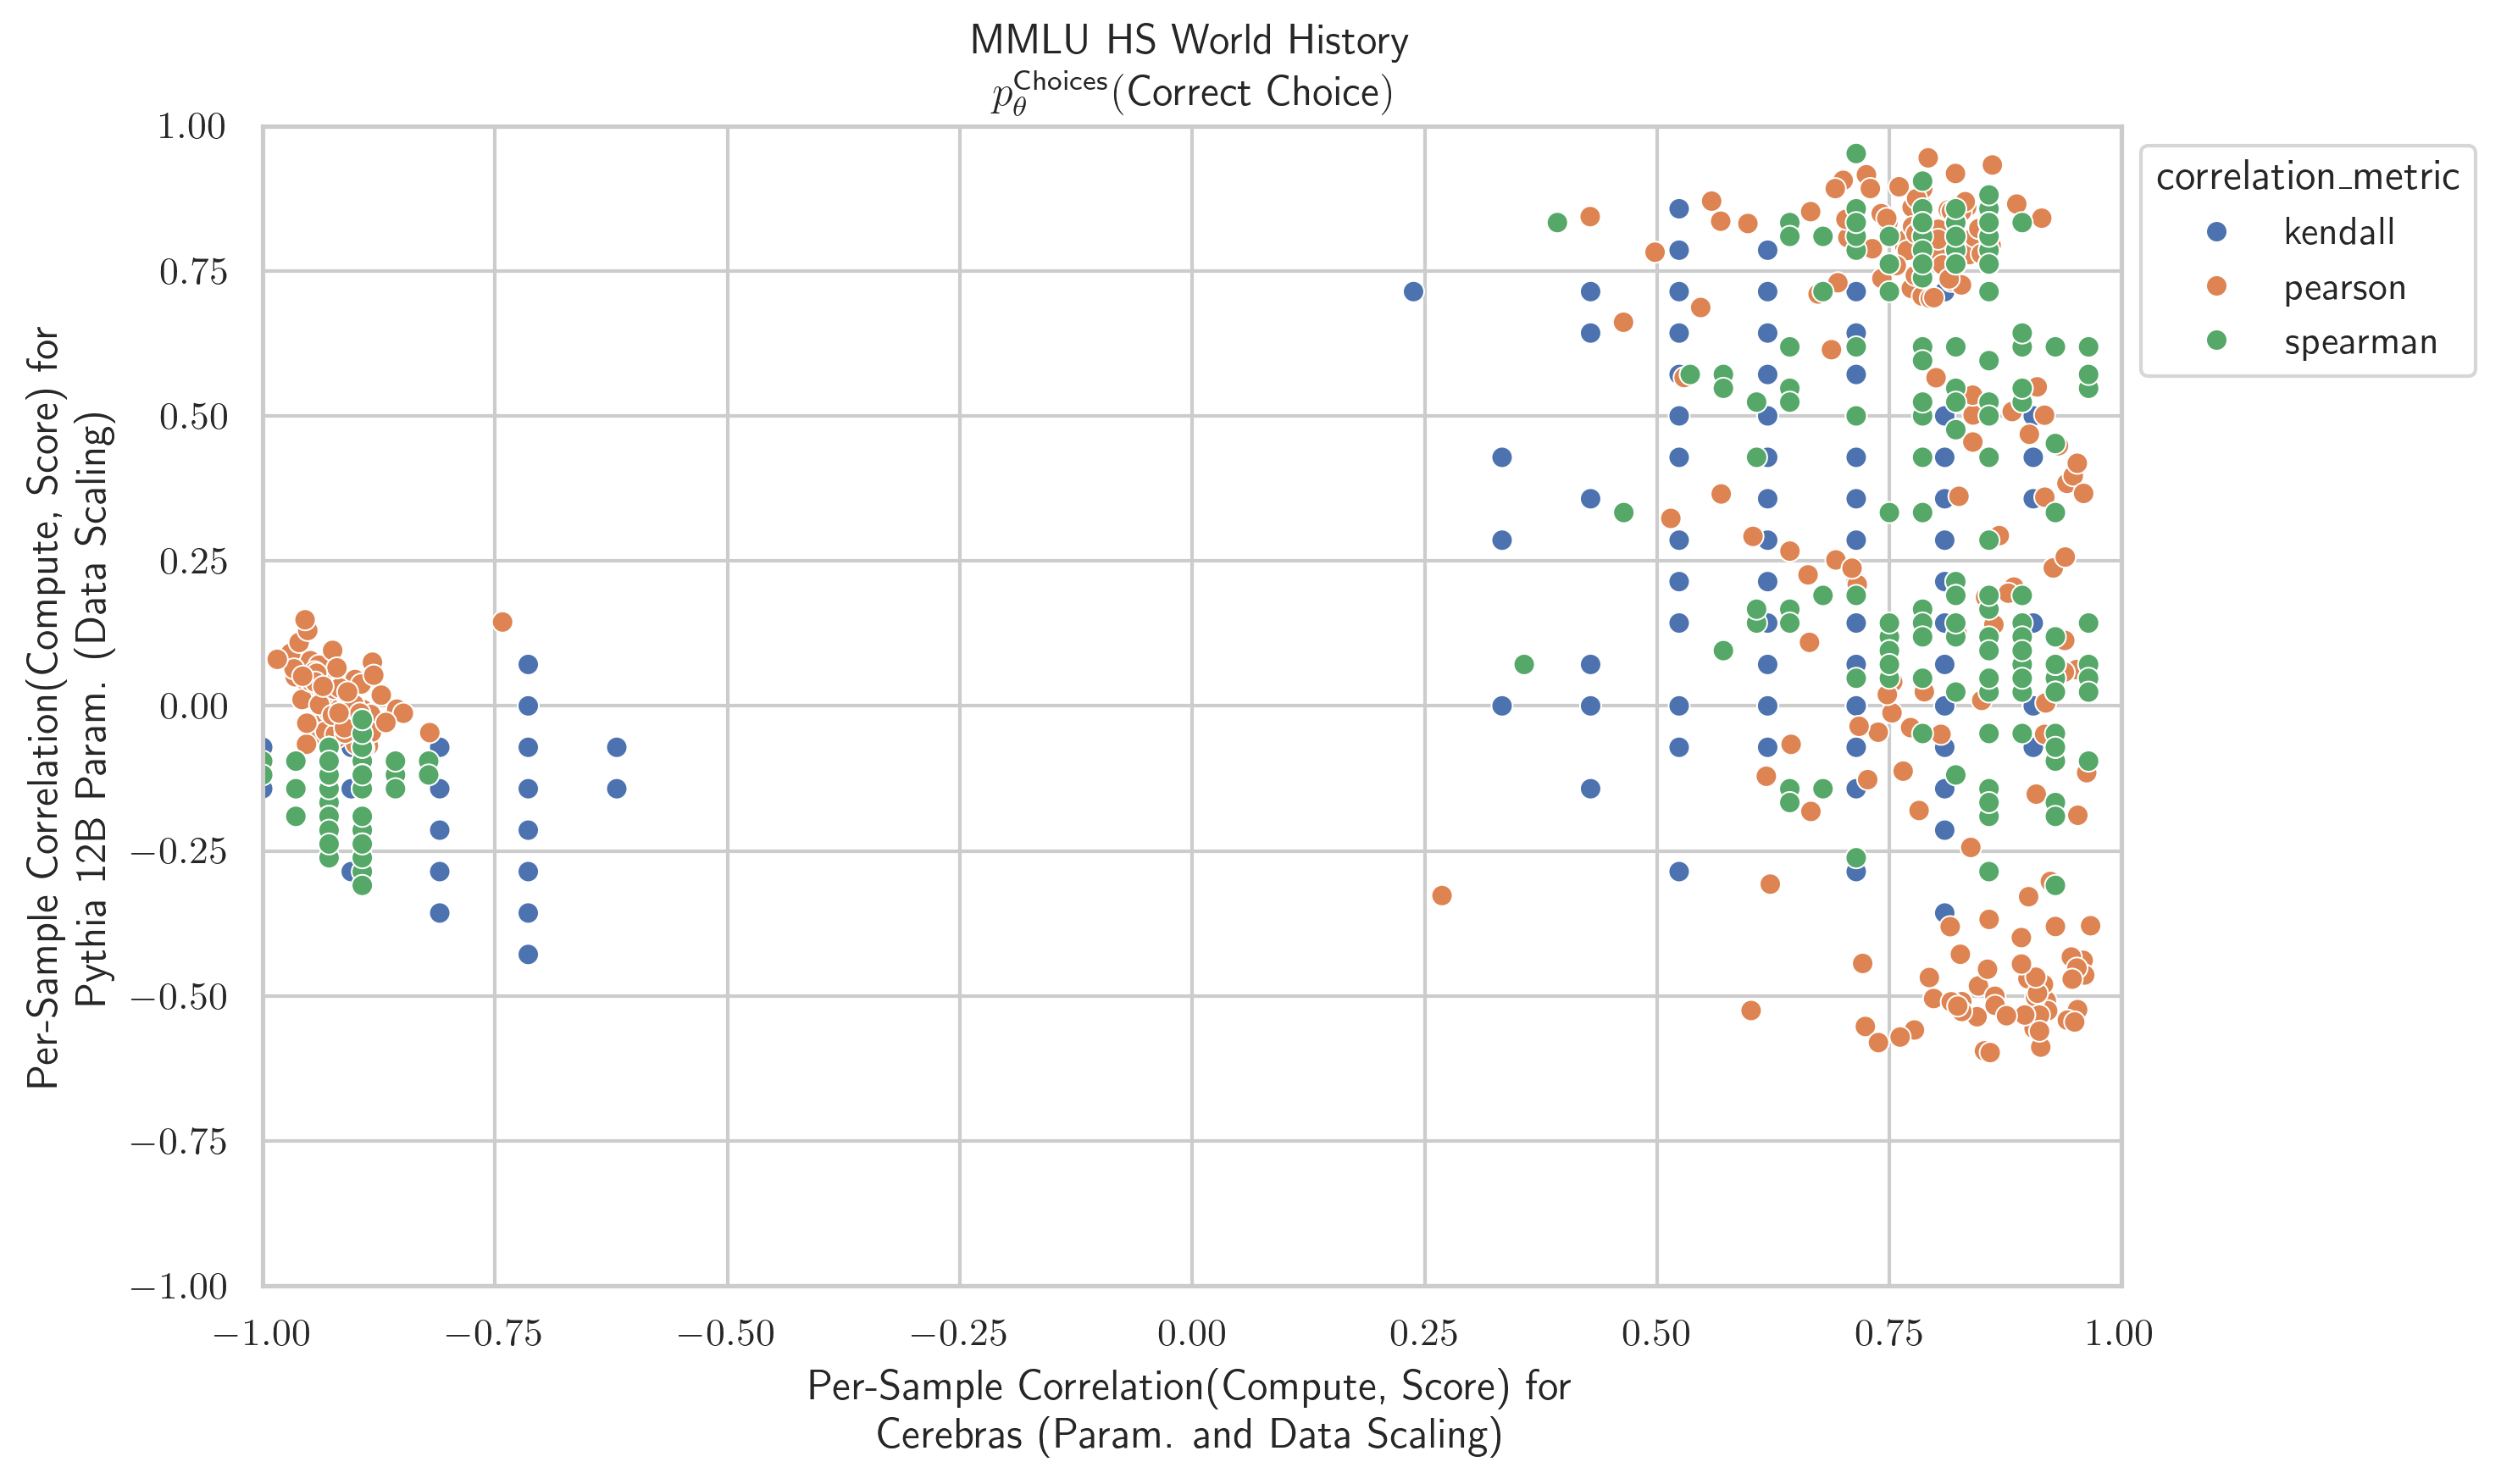 MMLU HS World History
p_θ^Choices(Correct Choice)
1.00
0.75
0.50
0.25
0.00
−0.25
−0.50
−0.75
−1.00
Per-Sample Correlation(Compute, Score) for
Pythia 12B Param. (Data Scaling)
correlation_metric
kendall
pearson
spearman
−1.00 −0.75 −0.50 −0.25 0.00 0.25 0.50 0.75 1.00
Per-Sample Correlation(Compute, Score) for
Cerebras (Param. and Data Scaling)